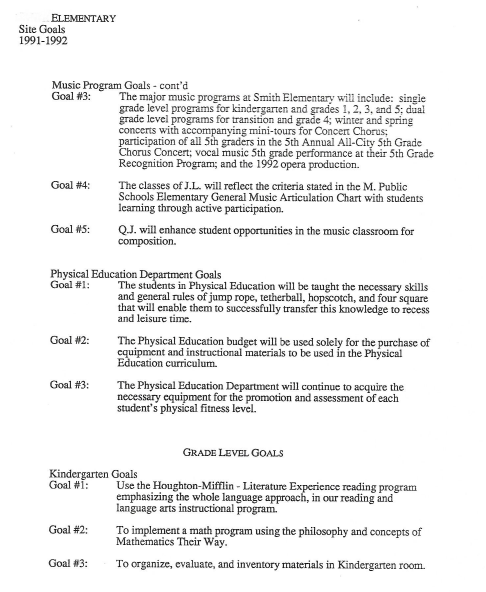 ELEMENTARY
Site Goals
1991-1992
Music Program Goals - cont'd
Goal #3: The major music programs at Smith Elementary will include: single
grade level programs for kindergarten and grades 1, 2, 3, and 5; dual
grade level programs for transition and grade 4; winter and spring
concerts with accompanying mini-tours for Concert Chorus;
participation of all 5th graders in the 5th Annual All-City 5th Grade
Chorus Concert; vocal music 5th grade performance at their 5th Grade
Recognition Program; and the 1992 opera production.
Goal #4: The classes of J.L. will reflect the criteria stated in the M. Public
Schools Elementary General Music Articulation Chart with students
learning through active participation.
Goal #5: Q.J. will enhance student opportunities in the music classroom for
composition.
Physical Education Department Goals
Goal #1: The students in Physical Education will be taught the necessary skills
and general rules of jump rope, tetherball, hopscotch, and four square
that will enable them to successfully transfer this knowledge to recess
and leisure time.
Goal #2: The Physical Education budget will be used solely for the purchase of
equipment and instructional materials to be used in the Physical
Education curriculum.
Goal #3: The Physical Education Department will continue to acquire the
necessary equipment for the promotion and assessment of each
student's physical fitness level.
GRADE LEVEL GOALS
Kindergarten Goals
Goal #1: Use the Houghton-Mifflin - Literature Experience reading program
emphasizing the whole language approach, in our reading and
language arts instructional program.
Goal #2: To implement a math program using the philosophy and concepts of
Mathematics Their Way.
Goal #3: To organize, evaluate, and inventory materials in Kindergarten room.